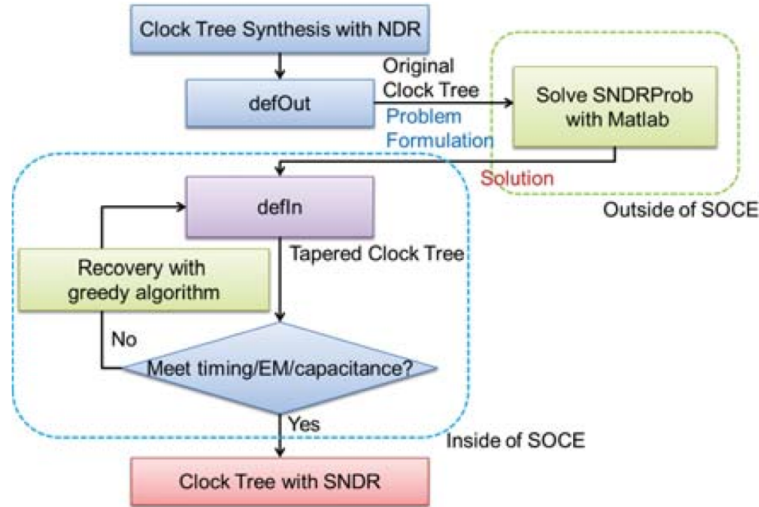 Clock Tree Synthesis with NDR
defOut
Original
Clock Tree
Problem
Formulation
Solve SNDRProb
with Matlab
Solution
Outside of SOCE
defIn
Tapered Clock Tree
Recovery with
greedy algorithm
No
Meet timing/EM/capacitance?
Yes
Inside of SOCE
Clock Tree with SNDR